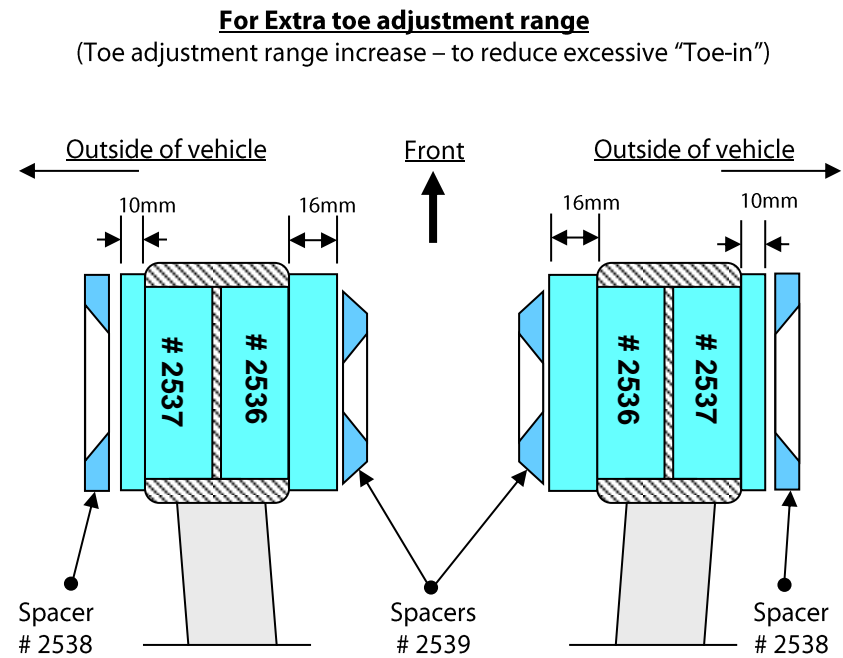 For Extra toe adjustment range
(Toe adjustment range increase – to reduce excessive “Toe-in”)
Outside of vehicle
Front
Outside of vehicle
10mm
16mm
16mm
10mm
# 2537
# 2536
# 2536
# 2537
Spacer
# 2538
Spacers
# 2539
Spacer
# 2538